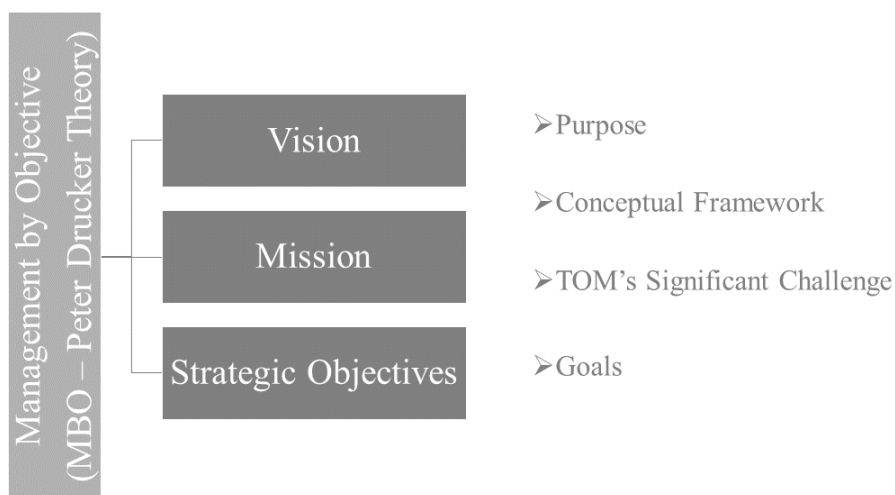 Management by Objective
(MBO – Peter Drucker Theory)
Vision
Mission
Strategic Objectives
➢Purpose
➢Conceptual Framework
➢TOM's Significant Challenge
➢Goals